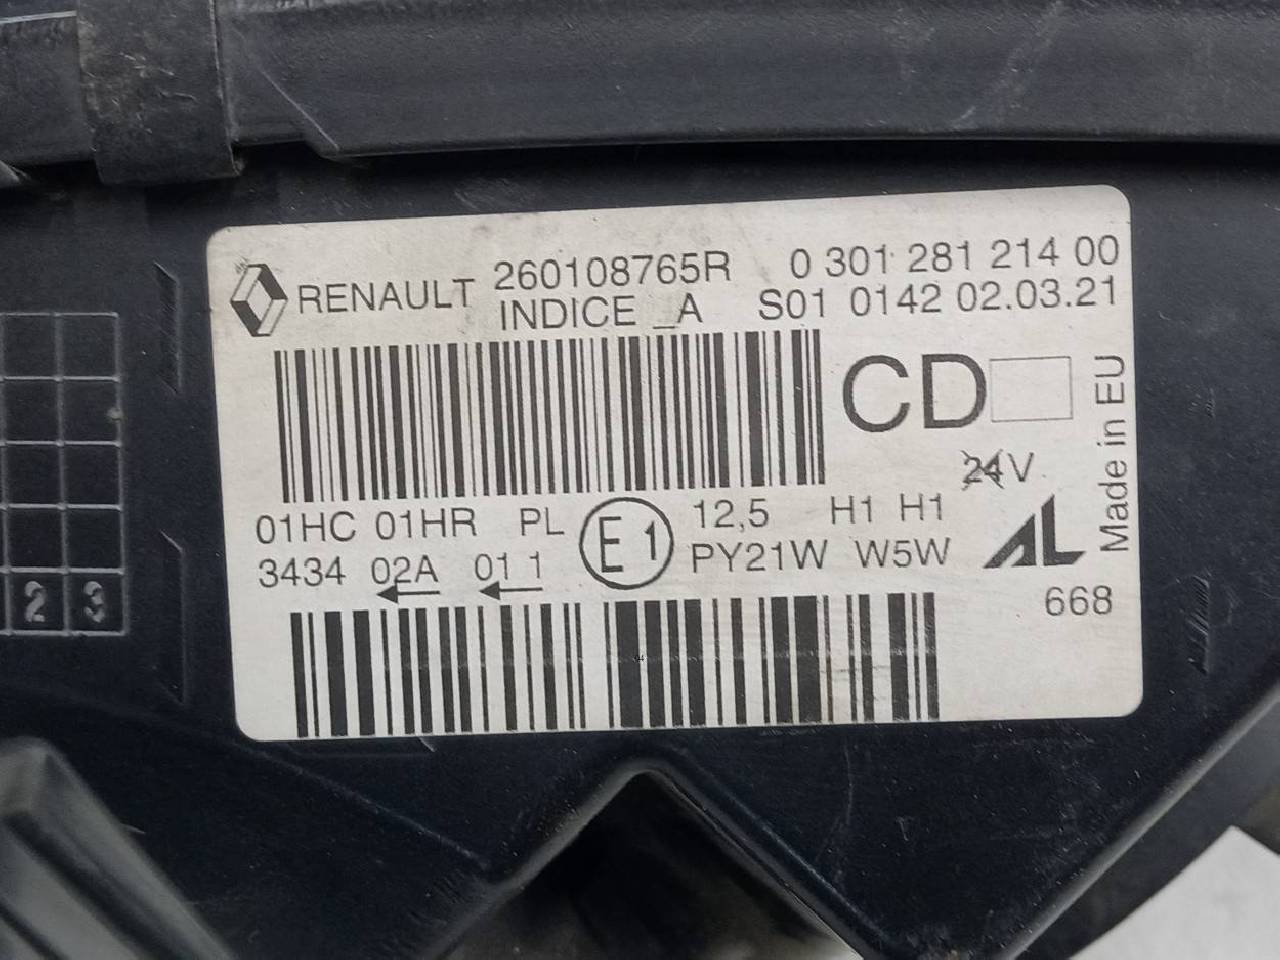 RENAULT 260108765R 0 301 281 214 00
INDICE _A S01 0142 02.03.21
CD
Made in EU
24V
01HC 01HR PL E1 12,5 H1 H1
3434 02A 01 1 PY21W W5W AL
668
2 3